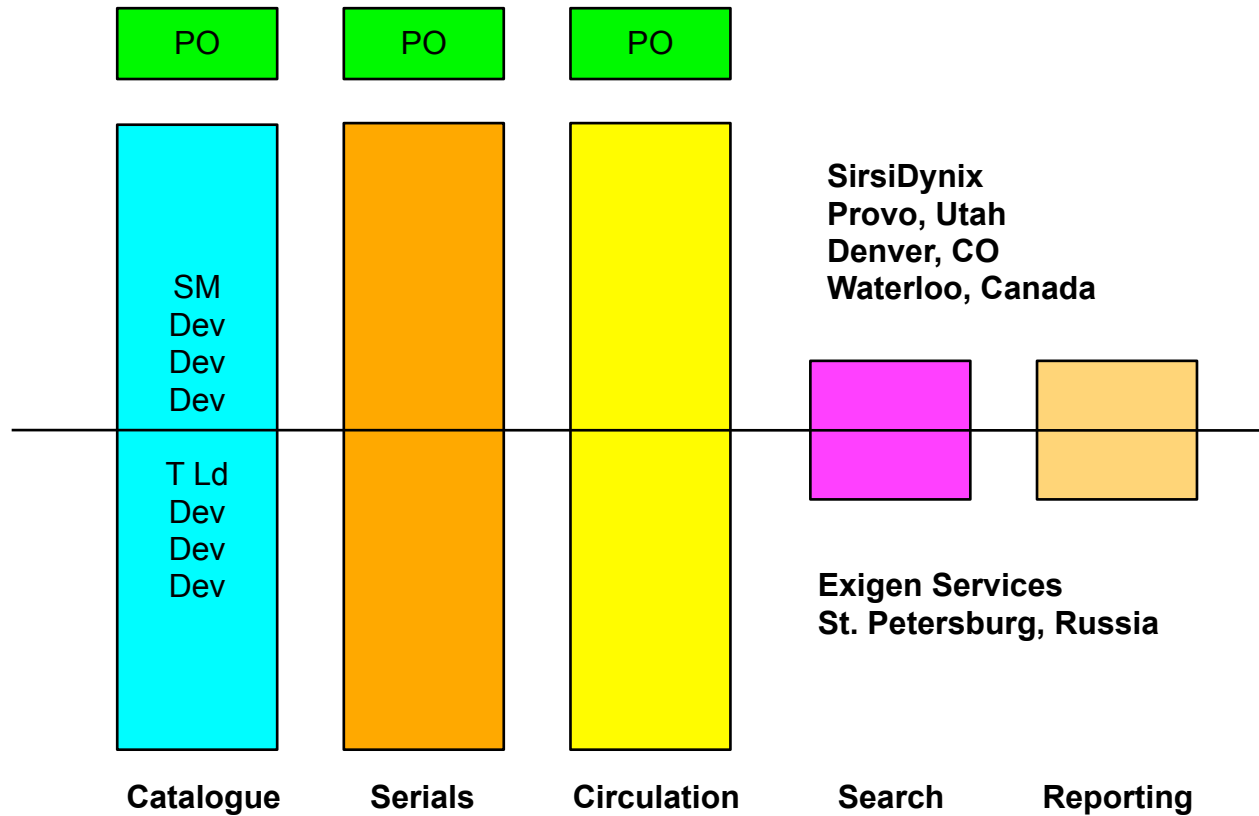 PO
PO
PO
SirsiDynix
Provo, Utah
Denver, CO
Waterloo, Canada
SM
Dev
Dev
Dev
T Ld
Dev
Dev
Dev
Exigen Services
St. Petersburg, Russia
Catalogue
Serials
Circulation
Search
Reporting